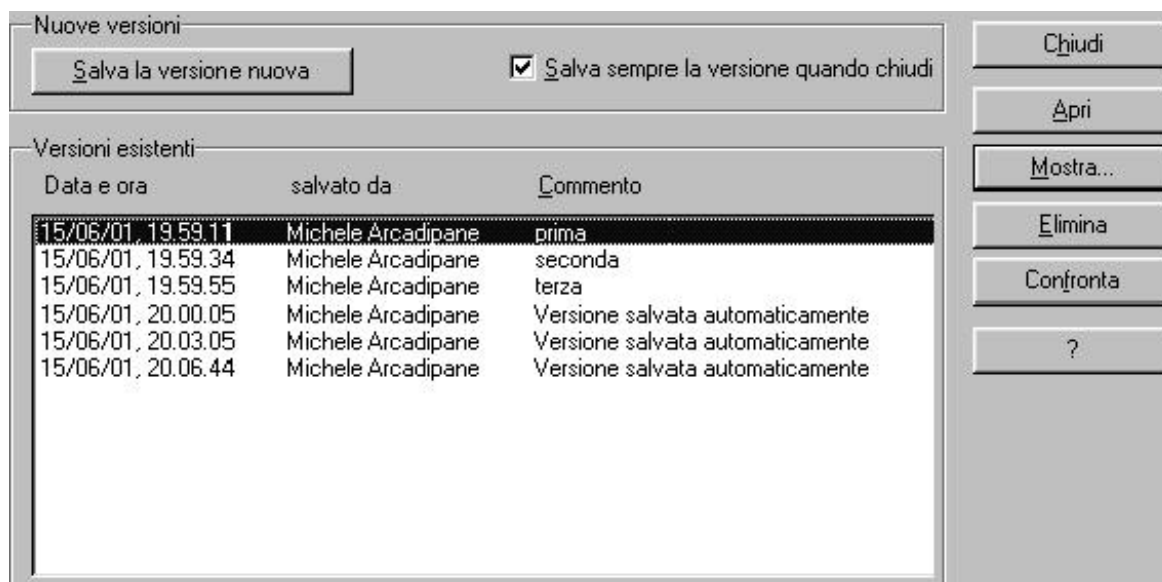 Nuove versioni
Salva la versione nuova
Salva sempre la versione quando chiudi
Versioni esistenti
Data e ora salvato da Commento
15/06/01, 19.59.11 Michele Arcadipane prima
15/06/01, 19.59.34 Michele Arcadipane seconda
15/06/01, 19.59.55 Michele Arcadipane terza
15/06/01, 20.00.05 Michele Arcadipane Versione salvata automaticamente
15/06/01, 20.03.05 Michele Arcadipane Versione salvata automaticamente
15/06/01, 20.06.44 Michele Arcadipane Versione salvata automaticamente
Chiudi
Apri
Mostra...
Elimina
Confronta
?